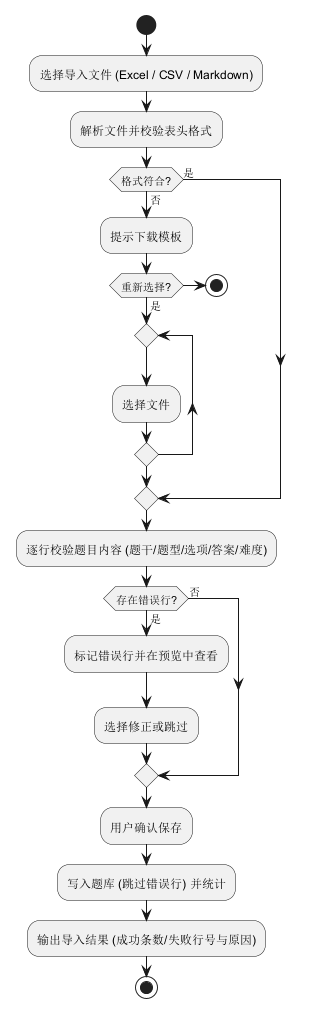 选择导入文件 (Excel / CSV / Markdown)
解析文件并校验表头格式
格式符合?
是
否
提示下载模板
重新选择?
是
选择文件
逐行校验题目内容 (题干/题型/选项/答案/难度)
存在错误行?
否
是
标记错误行并在预览中查看
选择修正或跳过
用户确认保存
写入题库 (跳过错误行) 并统计
输出导入结果 (成功条数/失败行号与原因)